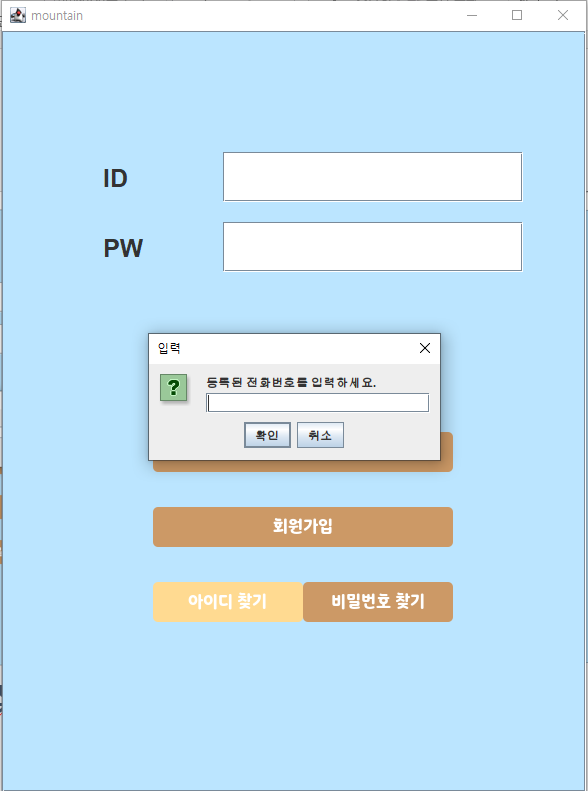 mountain
ID
PW
입력
등록된 전화번호를 입력하세요.
확인 취소
회원가입
아이디 찾기 비밀번호 찾기